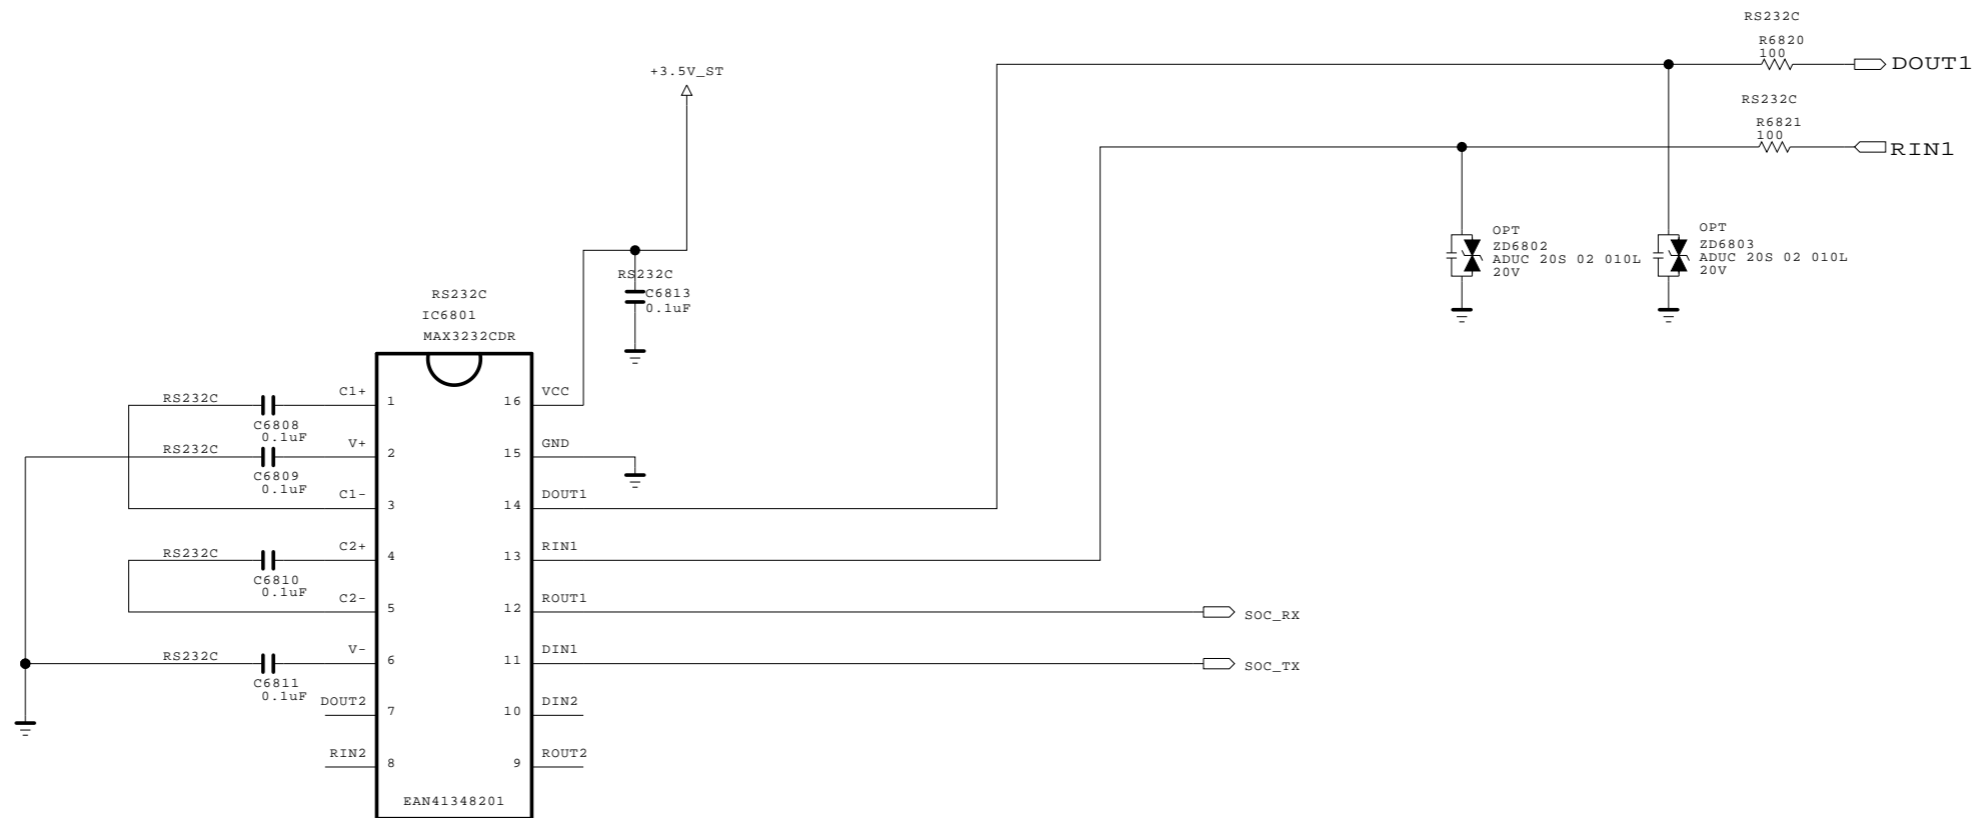 RS232C
R6820
100
DOUT1
+3.5V_ST
RS232C
R6821
100
RIN1
OPT
ZD6802
ADUC 20S 02 010L
20V
OPT
ZD6803
ADUC 20S 02 010L
20V
RS232C
C6813
0.1uF
RS232C
IC6801
MAX3232CDR
RS232C
C6808
0.1uF
C1+
1
16
VCC
RS232C
C6809
0.1uF
V+
2
15
GND
C1-
3
14
DOUT1
RS232C
C6810
0.1uF
C2+
4
13
RIN1
C2-
5
12
ROUT1
SOC_RX
RS232C
C6811
0.1uF
V-
6
11
DIN1
SOC_TX
DOUT2
7
10
DIN2
RIN2
8
9
ROUT2
EAN41348201